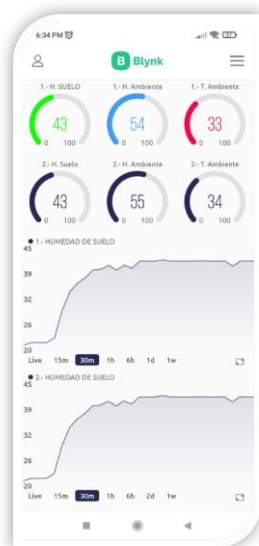 6:34 PM
B Blynk
1.- H. SUELO 1.- H. Ambiente 1.- T. Ambiente
43 54 33
0 100 0 100 0 100
2.- H. Suelo 2.- H. Ambiente 2.- T. Ambiente
43 55 34
0 100 0 100 0 100
1.- HUMEDAD DE SUELO
45
39
32
26
20
Live 15m 30m 1h 6h 1d 1w
2.- HUMEDAD DE SUELO
45
39
32
26
20
Live 15m 30m 1h 6h 2d 1w